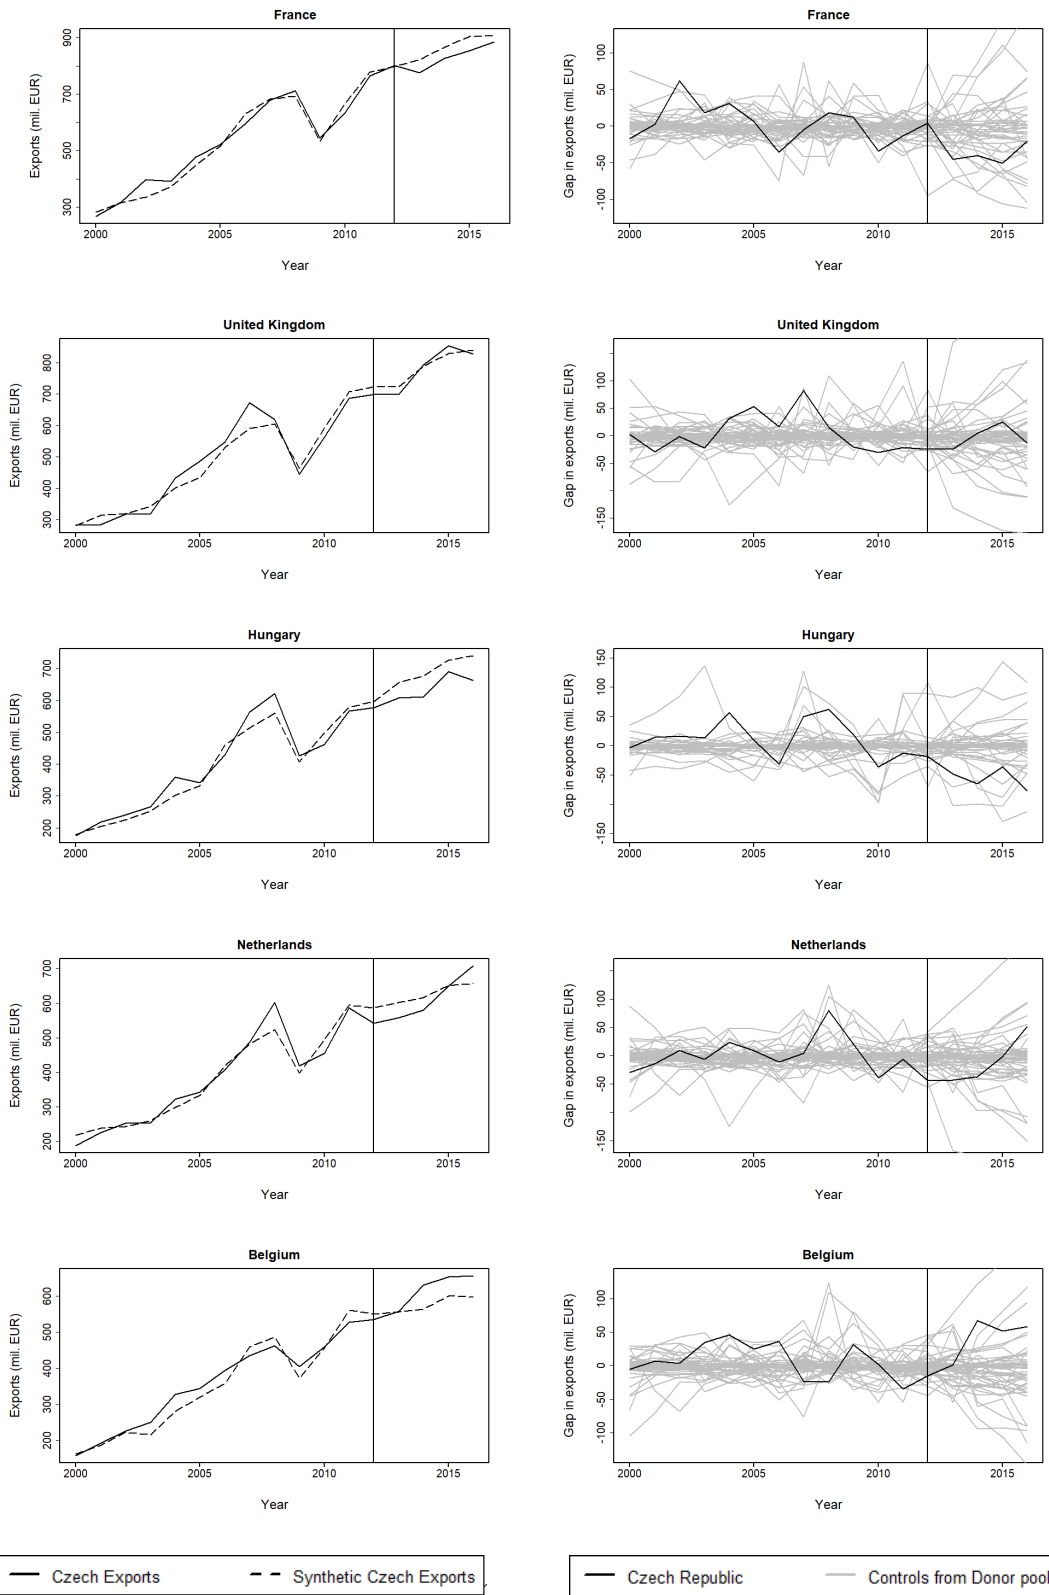 France
Exports (mil. EUR)
900
700
500
300
2000 2005 2010 2015
Year
France
Gap in exports (mil. EUR)
100
50
0
-50
-100
2000 2005 2010 2015
Year
United Kingdom
Exports (mil. EUR)
800
700
600
500
400
300
2000 2005 2010 2015
Year
United Kingdom
Gap in exports (mil. EUR)
100
50
0
-50
-150
2000 2005 2010 2015
Year
Hungary
Exports (mil. EUR)
700
600
500
400
300
200
2000 2005 2010 2015
Year
Hungary
Gap in exports (mil. EUR)
150
100
50
0
-50
-150
2000 2005 2010 2015
Year
Netherlands
Exports (mil. EUR)
700
600
500
400
300
200
2000 2005 2010 2015
Year
Netherlands
Gap in exports (mil. EUR)
100
50
0
-50
-150
2000 2005 2010 2015
Year
Belgium
Exports (mil. EUR)
600
500
400
300
200
2000 2005 2010 2015
Year
Belgium
Gap in exports (mil. EUR)
100
50
0
-50
-100
2000 2005 2010 2015
Year
Czech Exports Synthetic Czech Exports
Czech Republic Controls from Donor pool